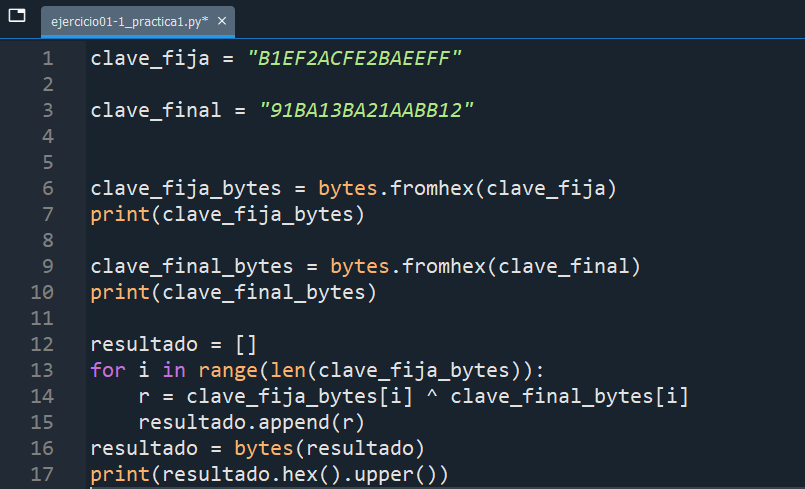 ejercicio01-1_practica1.py*
1 clave_fija = "B1EF2ACFE2BAEEFF"
2
3 clave_final = "91BA13BA21AABB12"
4
5
6 clave_fija_bytes = bytes.fromhex(clave_fija)
7 print(clave_fija_bytes)
8
9 clave_final_bytes = bytes.fromhex(clave_final)
10 print(clave_final_bytes)
11
12 resultado = []
13 for i in range(len(clave_fija_bytes)):
14     r = clave_fija_bytes[i] ^ clave_final_bytes[i]
15     resultado.append(r)
16 resultado = bytes(resultado)
17 print(resultado.hex().upper())